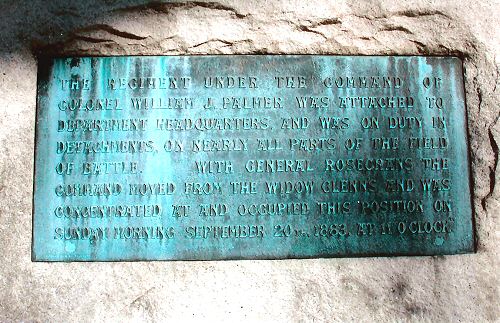 THE REGIMENT UNDER THE COMMAND OF
COLONEL WILLIAM J. PALMER WAS ATTACHED TO
DEPARTMENT HEADQUARTERS, AND WAS ON DUTY, IN
DETACHMENTS, ON NEARLY ALL PARTS OF THE FIELD
OF BATTLE. WITH GENERAL ROSECRANS THE
COMMAND MOVED FROM THE WIDOW GLENNS, AND WAS
CONCENTRATED AT AND OCCUPIED THIS POSITION ON
SUNDAY MORNING SEPTEMBER 20TH, 1863, AT 11 O'CLOCK.